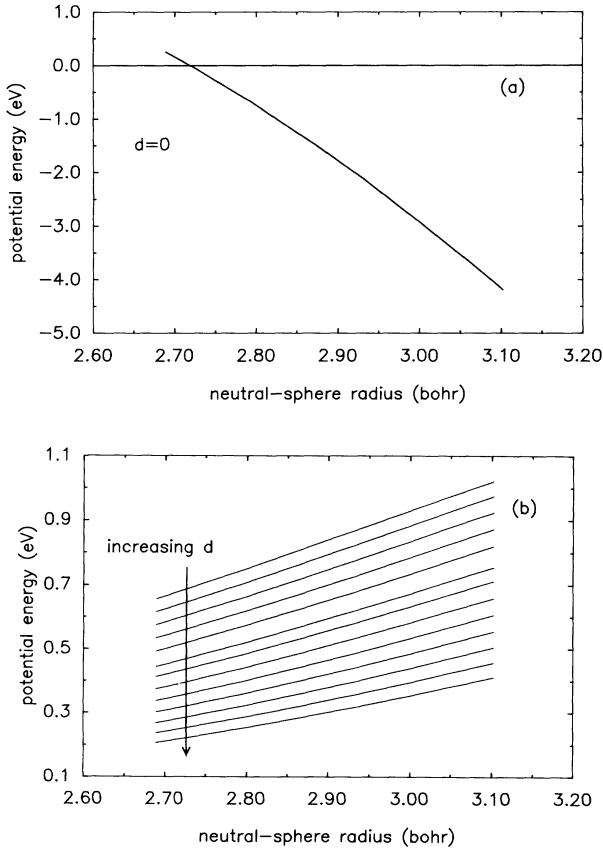 1.0
0.0
−1.0
−2.0
−3.0
−4.0
−5.0
potential energy (eV)
(a)
d=0
2.60 2.70 2.80 2.90 3.00 3.10 3.20
neutral−sphere radius (bohr)
1.1
0.9
0.7
0.5
0.3
0.1
potential energy (eV)
(b)
increasing d
2.60 2.70 2.80 2.90 3.00 3.10 3.20
neutral−sphere radius (bohr)